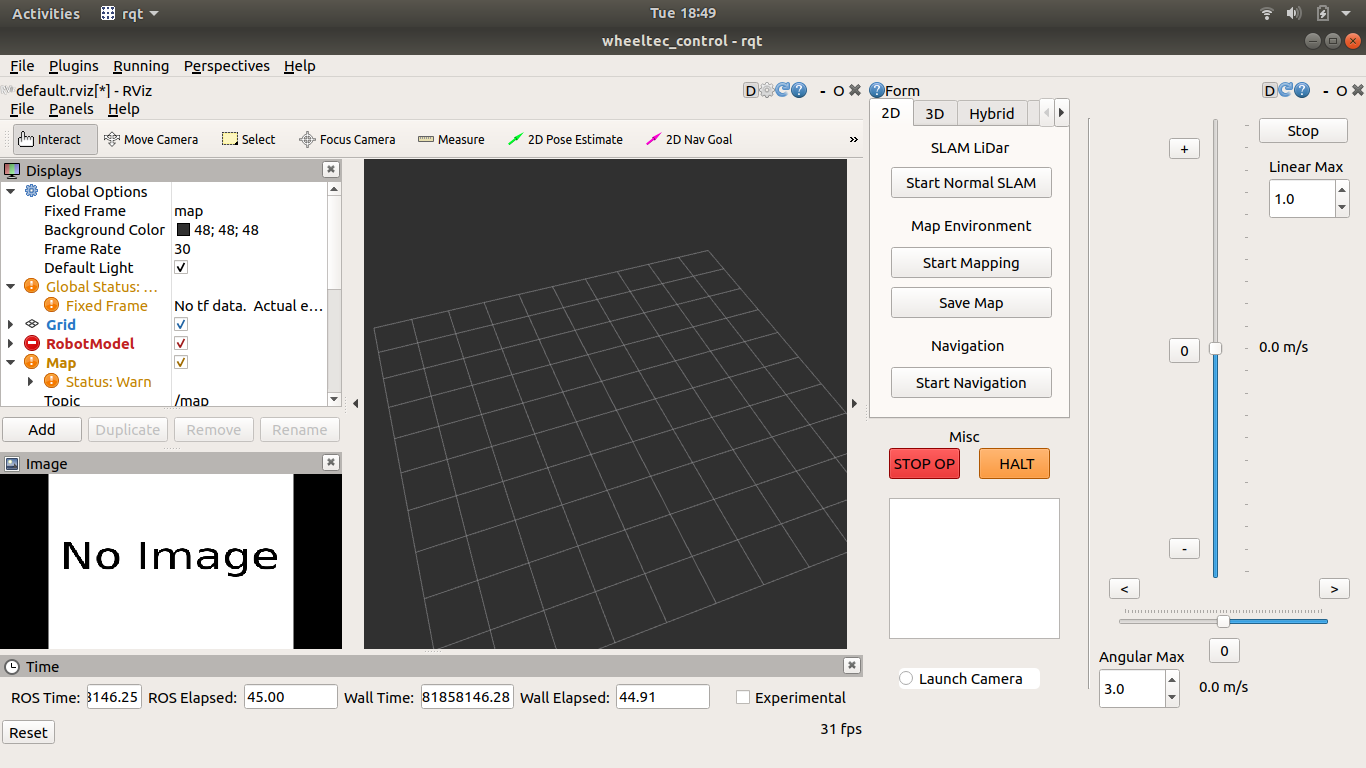 Activities rqt Tue 18:49
wheeltec_control - rqt
File Plugins Running Perspectives Help
default.rviz[*] - RViz
D - O
File Panels Help
Interact Move Camera Select Focus Camera Measure 2D Pose Estimate 2D Nav Goal »
Displays
Global Options
Fixed Frame map
Background Color 48; 48; 48
Frame Rate 30
Default Light
Global Status: ...
Fixed Frame No tf data. Actual e...
Grid
RobotModel
Map
Status: Warn
Topic /map
Add Duplicate Remove Rename
Image
No Image
Time
ROS Time: 3146.25 ROS Elapsed: 45.00 Wall Time: 81858146.28 Wall Elapsed: 44.91 Experimental
Reset
31 fps
Form
D - O
2D 3D Hybrid
SLAM LiDar
Start Normal SLAM
Map Environment
Start Mapping
Save Map
Navigation
Start Navigation
Misc
STOP OP HALT
Launch Camera
+
0
-
Stop
Linear Max
1.0
0.0 m/s
< >
0
Angular Max
3.0
0.0 m/s